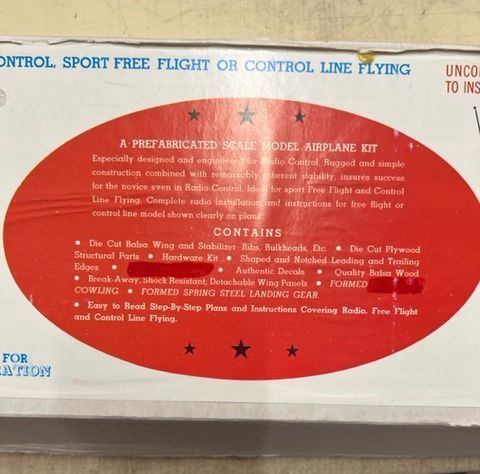 ONTROL, SPORT FREE FLIGHT OR CONTROL LINE FLYING
UNCO
TO INS
A PREFABRICATED SCALE MODEL AIRPLANE KIT
Especially designed and engineered for Radio Control. Rugged and simple
construction combined with remarkably inherent stability, insures success
for the novice even in Radio Control. Ideal for sport Free Flight and Control
Line Flying. Complete radio installation and instructions for free flight or
control line model shown clearly on plans.
CONTAINS
• Die Cut Balsa Wing and Stabilizer Ribs, Bulkheads, Etc. • Die Cut Plywood
Structural Parts • Hardware Kit • Shaped and Notched Leading and Trailing
Edges • • Authentic Decals • Quality Balsa Wood
• Break-Away, Shock Resistant, Detachable Wing Panels • FORMED
COWLING • FORMED SPRING STEEL LANDING GEAR.
• Easy to Read Step-By-Step Plans and Instructions Covering Radio, Free Flight
and Control Line Flying.
FOR
RATION